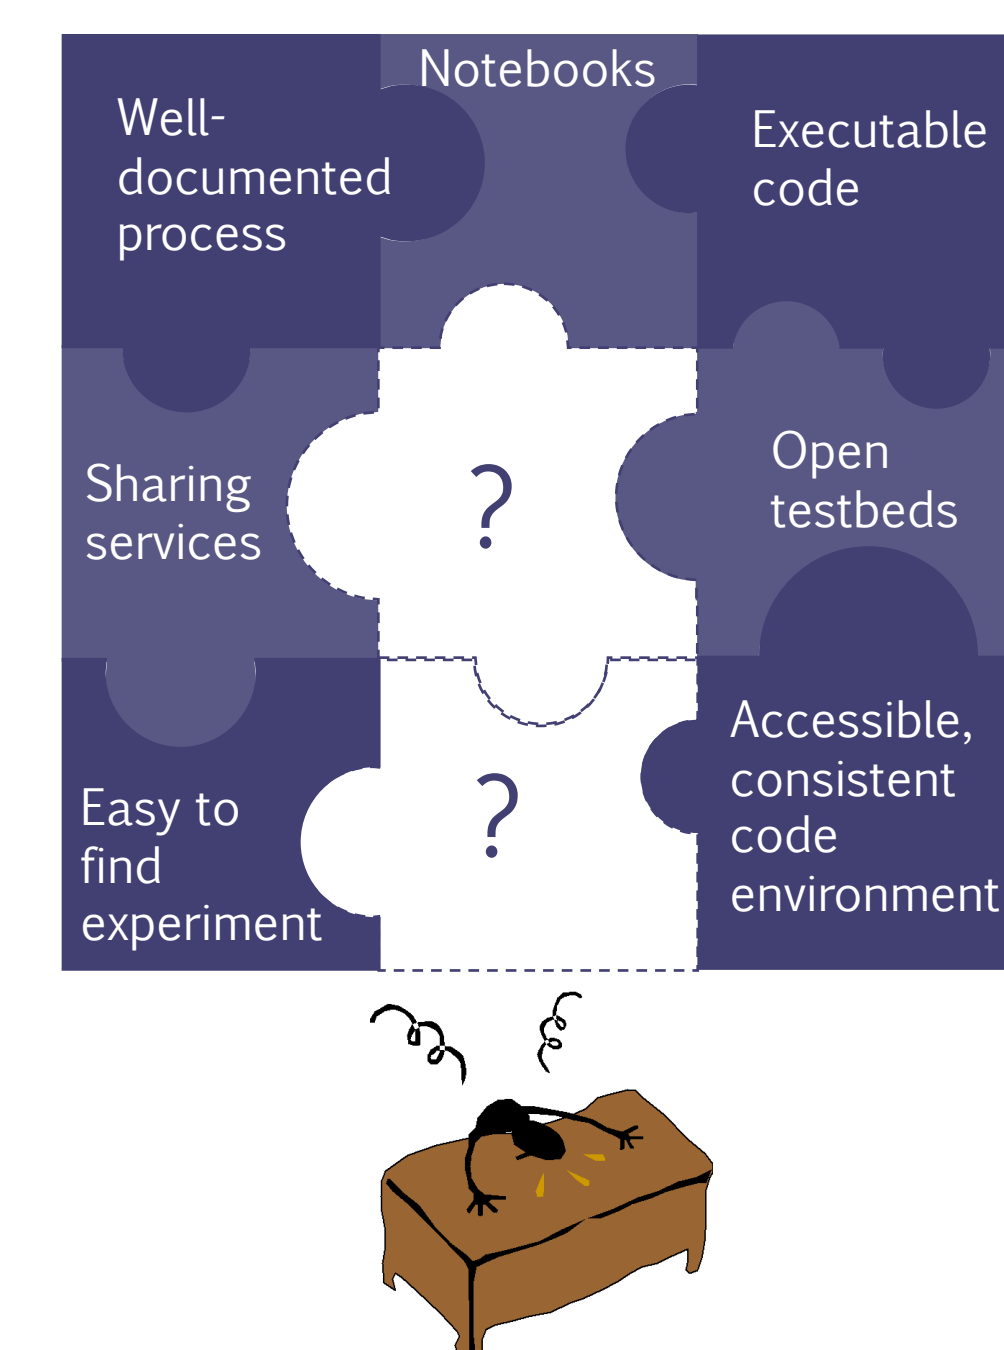 Notebooks
Well-
documented
process
Executable
code
Sharing
services
?
Open
testbeds
Easy to
find
experiment
?
Accessible,
consistent
code
environment